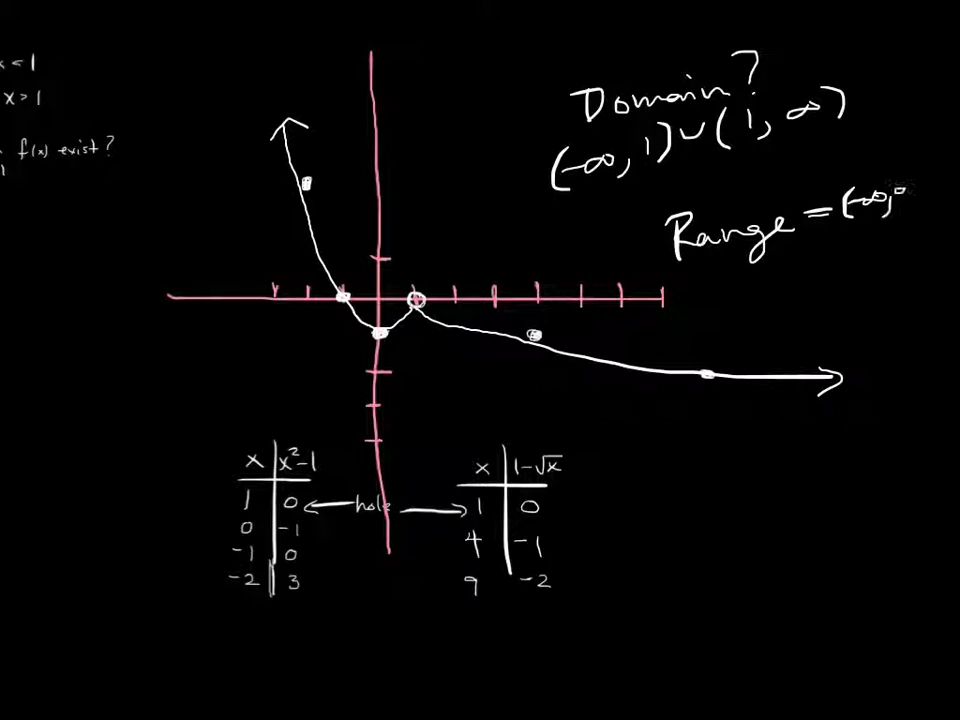 x < 1
x > 1
f(x) exist?
Domain?
(-∞, 1) ∪ (1, ∞)
Range = (-∞,
x | x²-1
1 | 0
0 | -1
-1 | 0
-2 | 3
hole
x | 1-√x
1 | 0
4 | -1
9 | -2